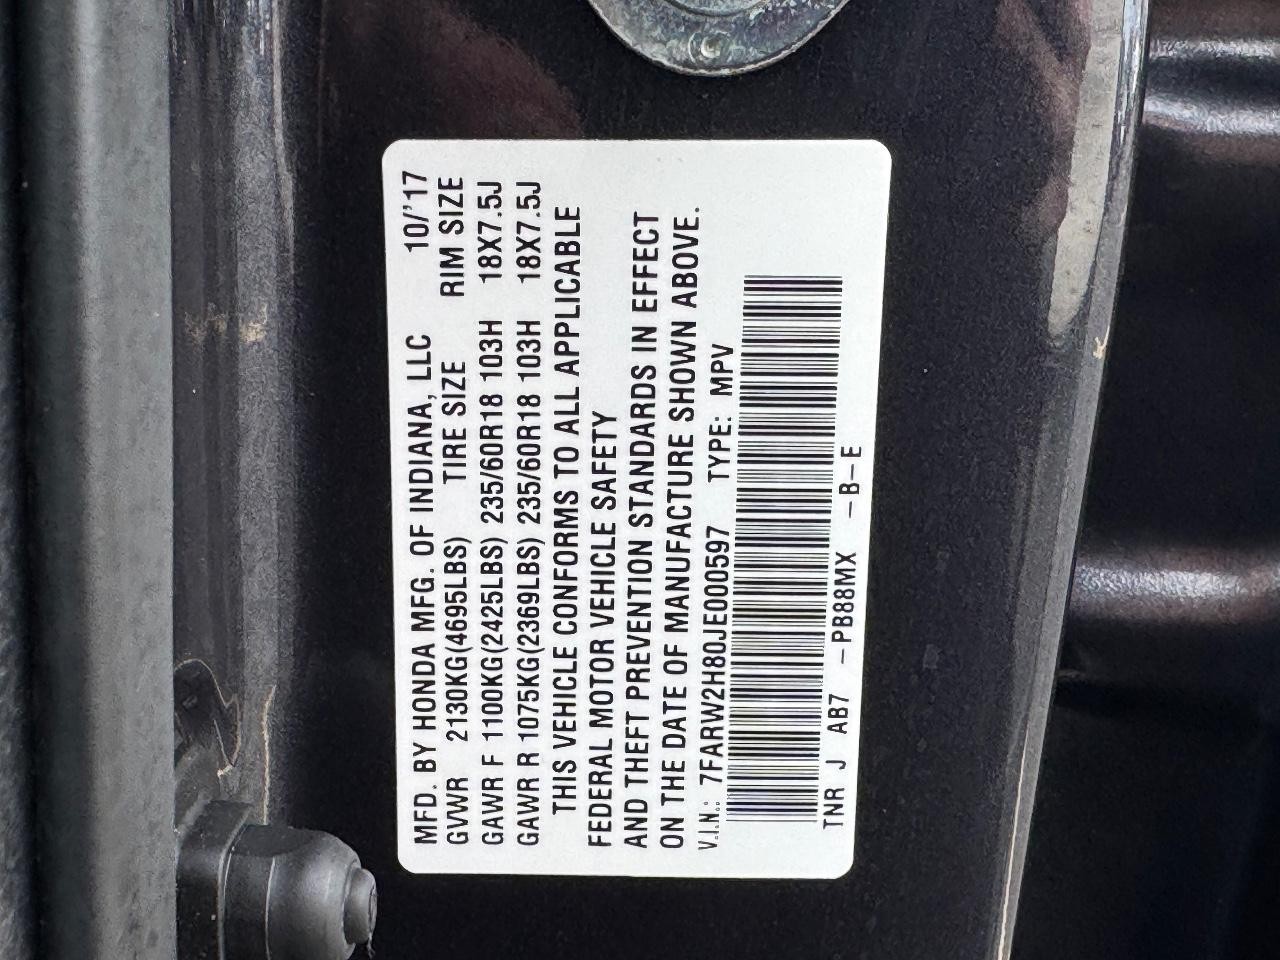 MFD. BY HONDA MFG. OF INDIANA, LLC 10/'17
GVWR 2130KG(4695LBS) TIRE SIZE RIM SIZE
GAWR F 1100KG(2425LBS) 235/60R18 103H 18X7.5J
GAWR R 1075KG(2369LBS) 235/60R18 103H 18X7.5J
THIS VEHICLE CONFORMS TO ALL APPLICABLE
FEDERAL MOTOR VEHICLE SAFETY
AND THEFT PREVENTION STANDARDS IN EFFECT
ON THE DATE OF MANUFACTURE SHOWN ABOVE.
V.I.N.: 7FARW2H80JE000597 TYPE: MPV
TNR J AB7 -PB88MX -B-E